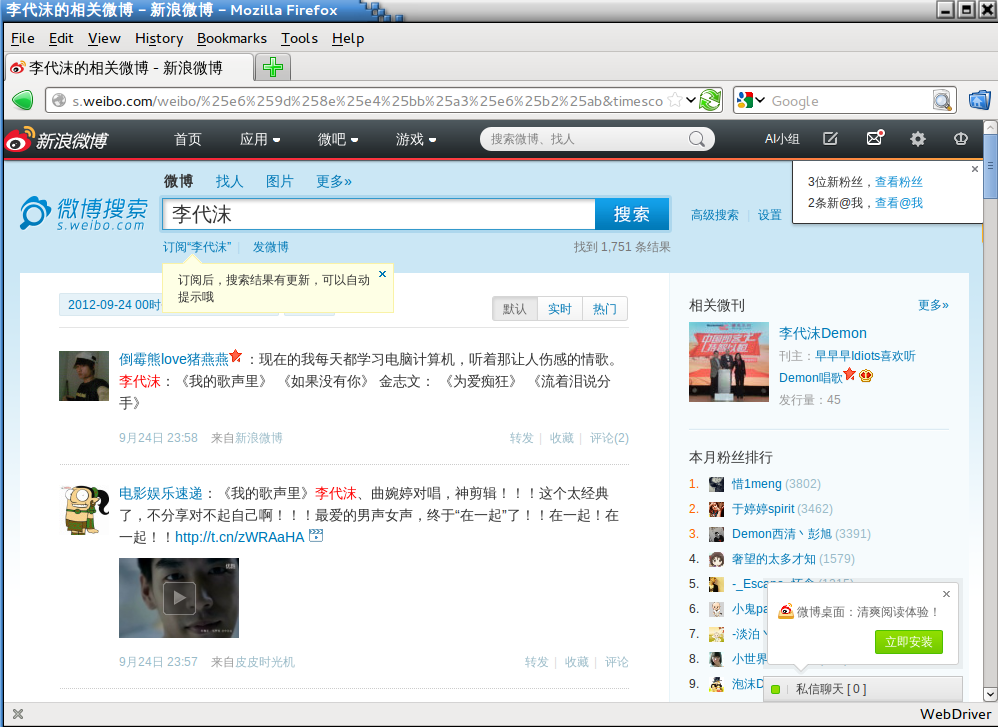 李代沫的相关微博 - 新浪微博 - Mozilla Firefox
File Edit View History Bookmarks Tools Help
李代沫的相关微博 - 新浪微博
s.weibo.com/weibo/%25e6%259d%258e%25e4%25bb%25a3%25e6%25b2%25ab&timesco
Google
新浪微博 首页 应用 微吧 游戏 搜索微博、找人 AI小组
3位新粉丝，查看粉丝
2条新@我，查看@我
微博 找人 图片 更多»
微博搜索
s.weibo.com
李代沫 搜索 高级搜索 设置
订阅“李代沫” 发微博 找到 1,751 条结果
订阅后，搜索结果有更新，可以自动
提示哦
2012-09-24 00时
默认 实时 热门
倒霉熊love猪燕燕：现在的我每天都学习电脑计算机，听着那让人伤感的情歌。
李代沫：《我的歌声里》 《如果没有你》 金志文： 《为爱痴狂》 《流着泪说分
手》
9月24日 23:58 来自新浪微博 转发 收藏 评论(2)
电影娱乐速递：《我的歌声里》李代沫、曲婉婷对唱，神剪辑！！！这个太经典
了，不分享对不起自己啊！！！最爱的男声女声，终于“在一起”了！！在一起！在
一起！！http://t.cn/zWRAaHA
9月24日 23:57 来自皮皮时光机 转发 收藏 评论
相关微刊 更多»
李代沫Demon
刊主：早早早Idiots喜欢听
Demon唱歌
发行量：45
本月粉丝排行
1. 惜1meng (3802)
2. 于婷婷spirit (3462)
3. Demon西清丶彭旭 (3391)
4. 奢望的太多才知 (1579)
5.
6. 小鬼pa
7. -淡泊丶
8. 小世界
9. 泡沫D
微博桌面：清爽阅读体验！
立即安装
私信聊天 [ 0 ]
WebDriver